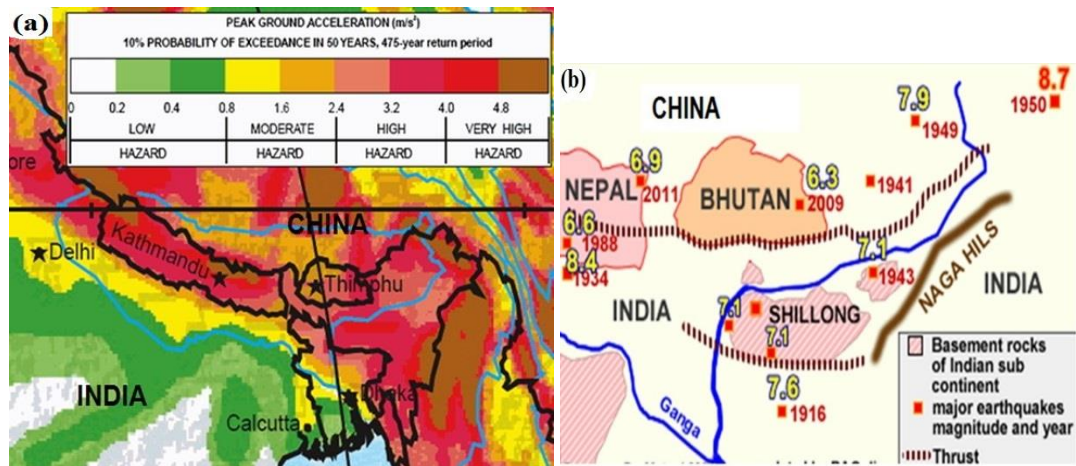 (a)
PEAK GROUND ACCELERATION (m/s²)
10% PROBABILITY OF EXCEEDANCE IN 50 YEARS, 475-year return period
0 0.2 0.4 0.8 1.6 2.4 3.2 4.0 4.8
LOW MODERATE HIGH VERY HIGH
HAZARD HAZARD HAZARD HAZARD
ore
CHINA
Delhi
Kathmandu
Thimphu
INDIA
Dhaka
Calcutta
(b)
8.7
1950
CHINA
7.9
1949
6.9
NEPAL
2011
BHUTAN
6.3
2009
1941
6.6
1988
8.4
1934
7.1
1943
NAGA HILS
INDIA
INDIA
7.1
SHILLONG
7.1
7.6
1916
Ganga
Basement rocks
of Indian sub
continent
major earthquakes
magnitude and year
Thrust